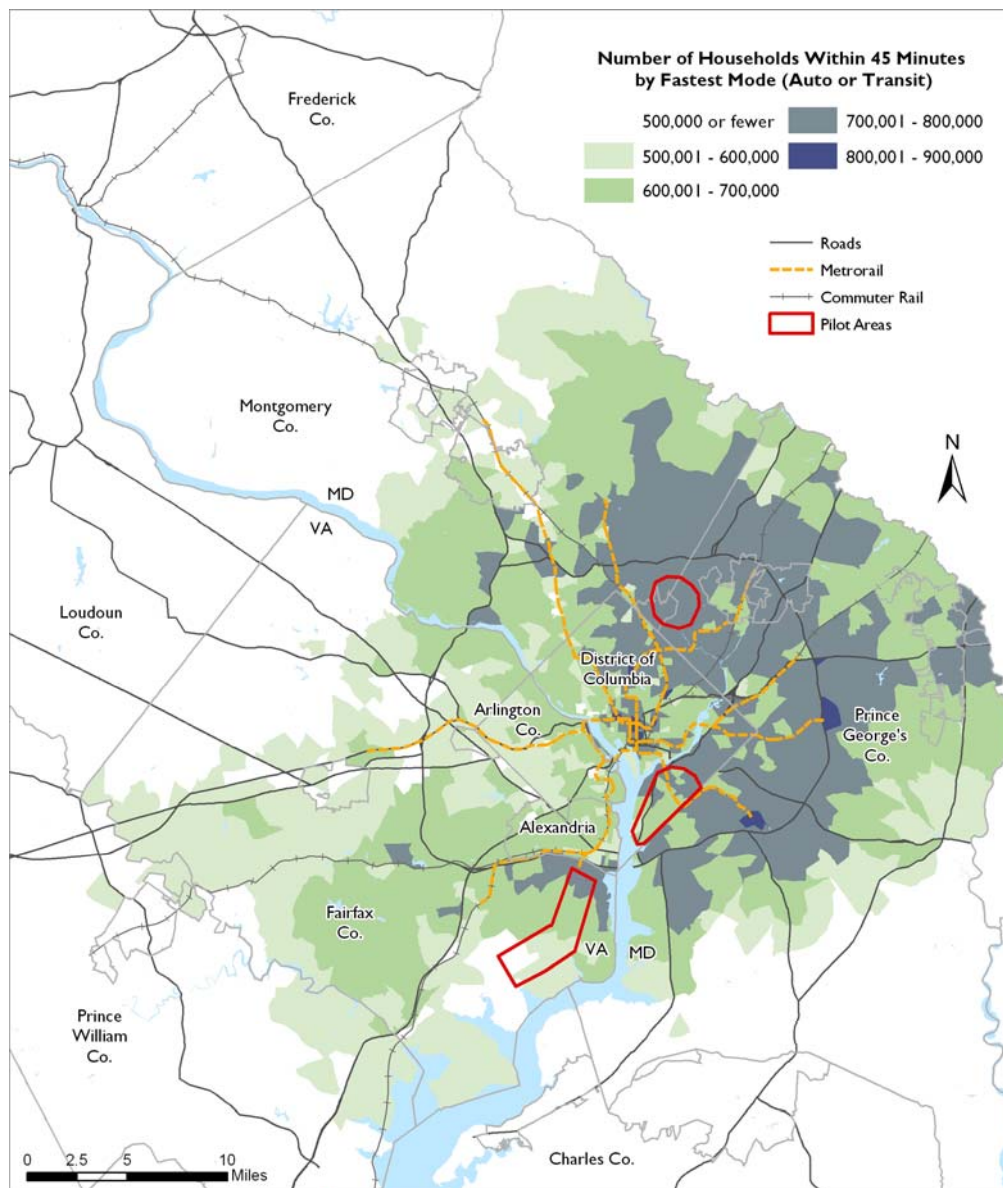 Number of Households Within 45 Minutes
by Fastest Mode (Auto or Transit)
500,000 or fewer
700,001 - 800,000
500,001 - 600,000
800,001 - 900,000
600,001 - 700,000
Roads
Metrorail
Commuter Rail
Pilot Areas
Frederick
Co.
Montgomery
Co.
N
MD
VA
Loudoun
Co.
District of
Columbia
Arlington
Co.
Prince
George's
Co.
Alexandria
Fairfax
Co.
VA
MD
Prince
William
Co.
Charles Co.
0 2.5 5 10
Miles